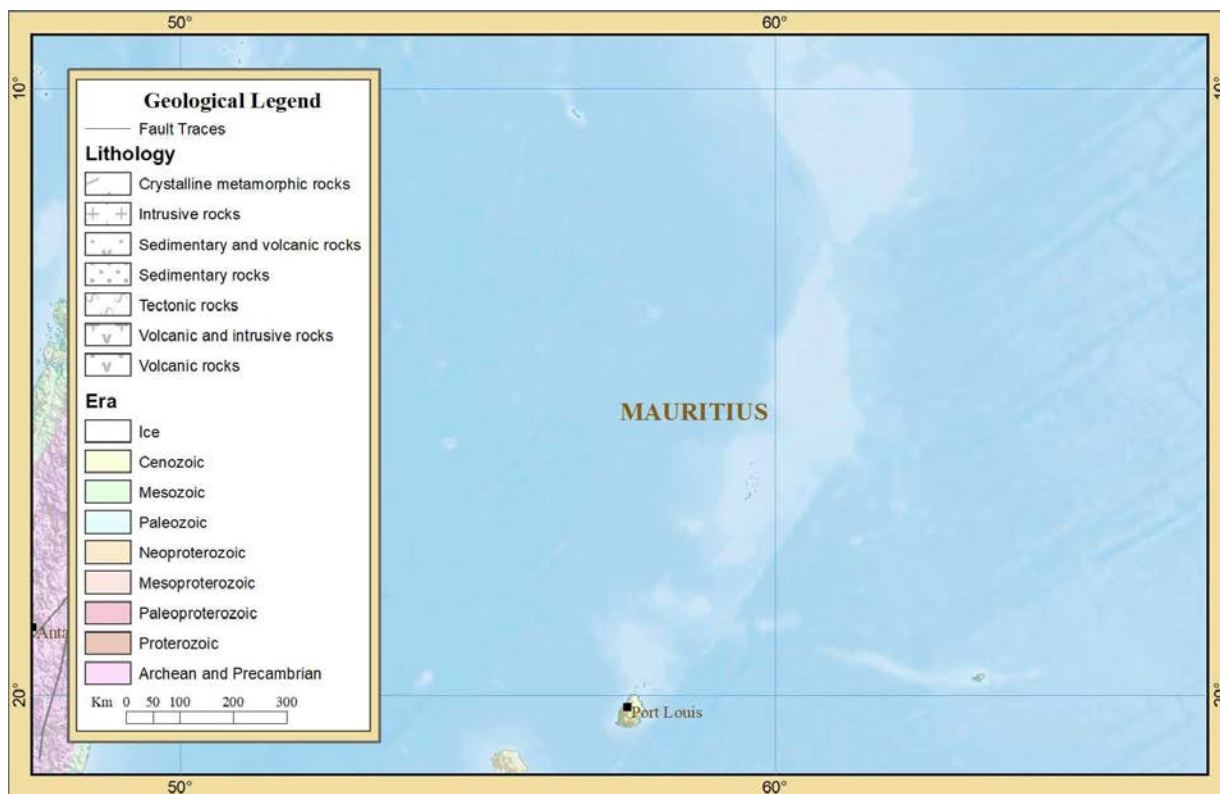 50°
60°
10°
10°
Geological Legend
Fault Traces
Lithology
Crystalline metamorphic rocks
Intrusive rocks
Sedimentary and volcanic rocks
Sedimentary rocks
Tectonic rocks
Volcanic and intrusive rocks
Volcanic rocks
Era
Ice
Cenozoic
Mesozoic
Paleozoic
Neoproterozoic
Mesoproterozoic
Paleoproterozoic
Proterozoic
Archean and Precambrian
Km 0 50 100 200 300
MAURITIUS
Anta
Port Louis
20°
20°
50°
60°